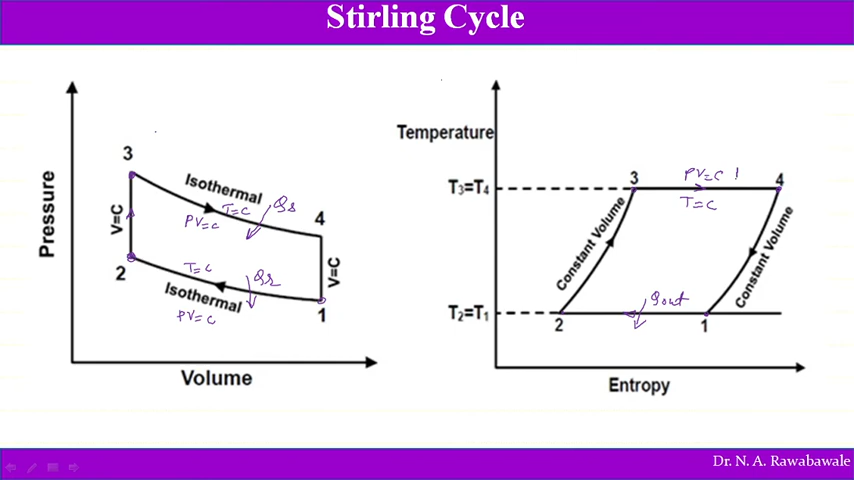 Stirling Cycle
Pressure
3
Isothermal
T=C
Qs
PV=C
4
V=C
2
T=C
Qr
V=C
Isothermal
PV=C
1
Volume
Temperature
T₃=T₄
3
PV=C
4
T=C
Constant Volume
Constant Volume
T₂=T₁
2
Qout
1
Entropy
Dr. N. A. Rawabawale